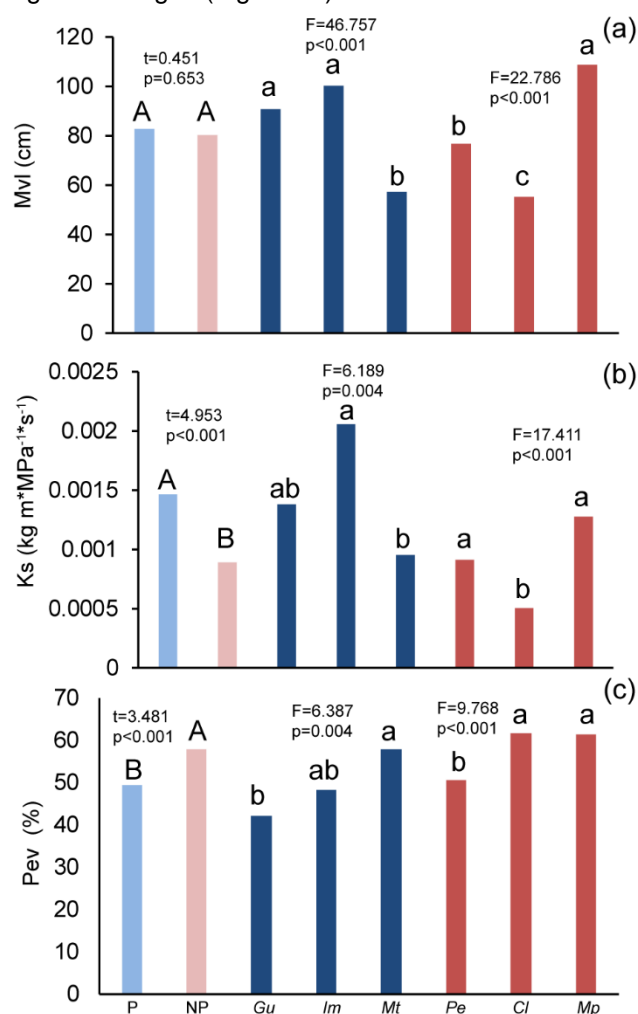 (a)
120
100
80
60
40
20
0
Mvl (cm)
t=0.451
p=0.653
F=46.757
p<0.001
F=22.786
p<0.001
A
A
a
a
b
b
c
a
(b)
0.0025
0.002
0.0015
0.001
0.0005
0
Ks (kg m*MPa⁻¹*s⁻¹)
t=4.953
p<0.001
F=6.189
p=0.004
F=17.411
p<0.001
A
B
ab
a
b
a
b
a
(c)
70
60
50
40
30
20
10
0
Pev (%)
t=3.481
p<0.001
F=6.387
p=0.004
F=9.768
p<0.001
B
A
b
ab
a
b
a
a
P NP Gu Im Mt Pe Cl Mp